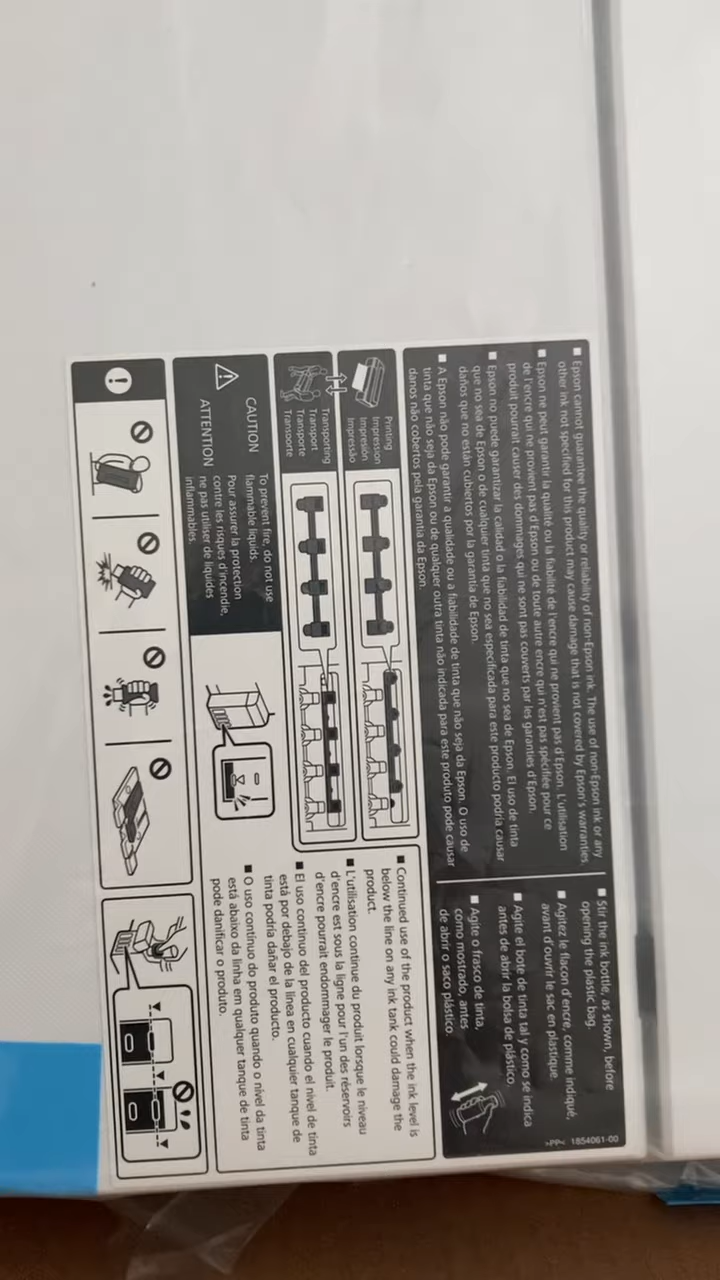 ■ Epson cannot guarantee the quality or reliability of non-Epson ink. The use of non-Epson ink or any
other ink not specified for this product may cause damage that is not covered by Epson's warranties.
■ Epson ne peut garantir la qualité ou la fiabilité de l'encre qui ne provient pas d'Epson. L'utilisation
de l'encre qui ne provient pas d'Epson ou de toute autre encre qui n'est pas spécifiée pour ce
produit pourrait causer des dommages qui ne sont pas couverts par les garanties d'Epson.
■ Epson no puede garantizar la calidad o la fiabilidad de tinta que no sea de Epson. El uso de tinta
que no sea de Epson o de cualquier tinta que no sea especificada para este producto podría causar
daños que no están cubiertos por la garantía de Epson.
■ A Epson não pode garantir a qualidade ou a fiabilidade de tinta que não seja da Epson. O uso de
tinta que não seja da Epson ou de qualquer outra tinta não indicada para este produto pode causar
danos não cobertos pela garantia da Epson.
■ Stir the ink bottle, as shown, before
opening the plastic bag.
■ Agitez le flacon d'encre, comme indiqué,
avant d'ouvrir le sac en plastique.
■ Agite el bote de tinta tal y como se indica
antes de abrir la bolsa de plástico.
■ Agite o frasco de tinta,
como mostrado, antes
de abrir o saco plástico.
>PP< 1854061-00
Printing
Impression
Impresión
Impressão
Transporting
Transport
Transporte
Transporte
■ Continued use of the product when the ink level is
below the line on any ink tank could damage the
product.
■ L'utilisation continue du produit lorsque le niveau
d'encre est sous la ligne pour l'un des réservoirs
d'encre pourrait endommager le produit.
■ El uso continuo del producto cuando el nivel de tinta
está por debajo de la línea en cualquier tanque de
tinta podría dañar el producto.
■ O uso contínuo do produto quando o nível da tinta
está abaixo da linha em qualquer tanque de tinta
pode danificar o produto.
CAUTION
To prevent fire, do not use
flammable liquids.
ATTENTION
Pour assurer la protection
contre les risques d'incendie,
ne pas utiliser de liquides
inflammables.